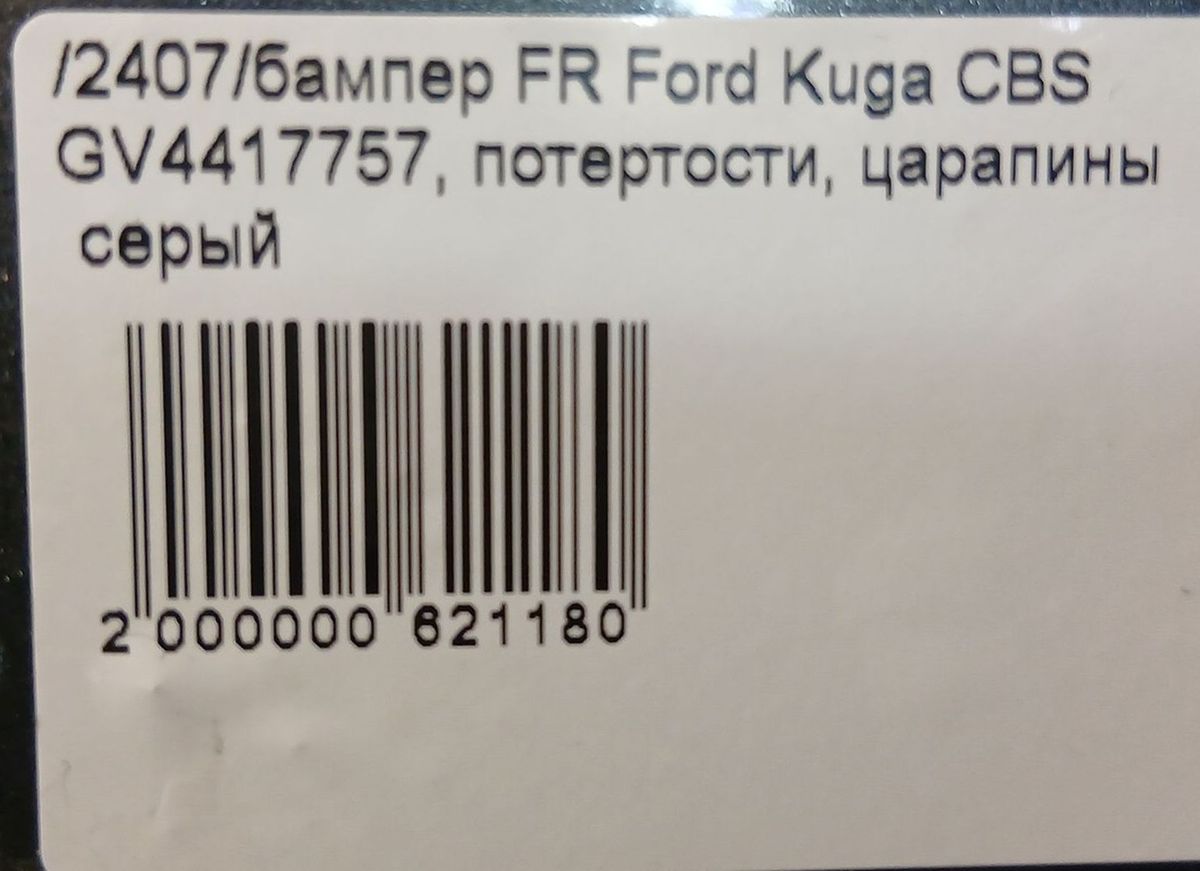 /2407/бампер FR Ford Kuga CBS
GV4417757, потертости, царапины
серый
2 000000 621180